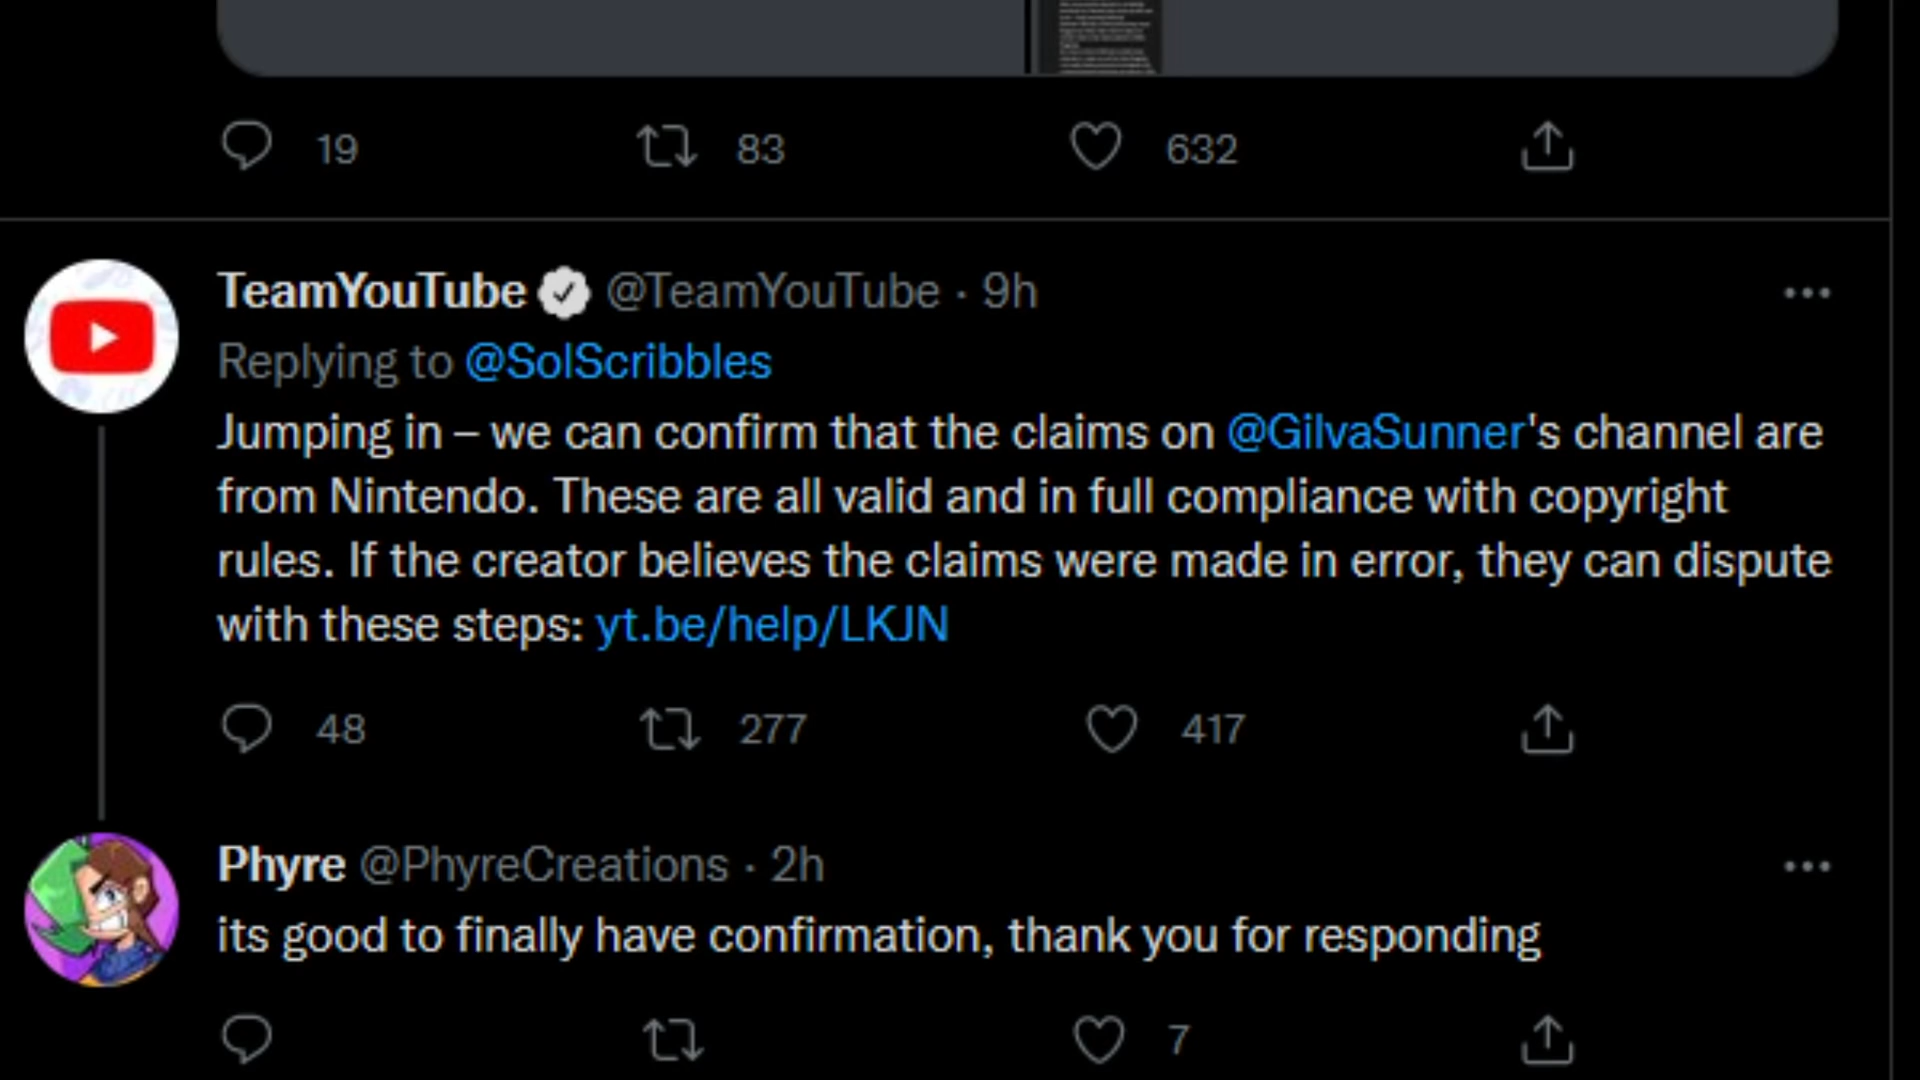 19 83 632
TeamYouTube @TeamYouTube · 9h
Replying to @SolScribbles
Jumping in – we can confirm that the claims on @GilvaSunner's channel are
from Nintendo. These are all valid and in full compliance with copyright
rules. If the creator believes the claims were made in error, they can dispute
with these steps: yt.be/help/LKJN
48 277 417
Phyre @PhyreCreations · 2h
its good to finally have confirmation, thank you for responding
7